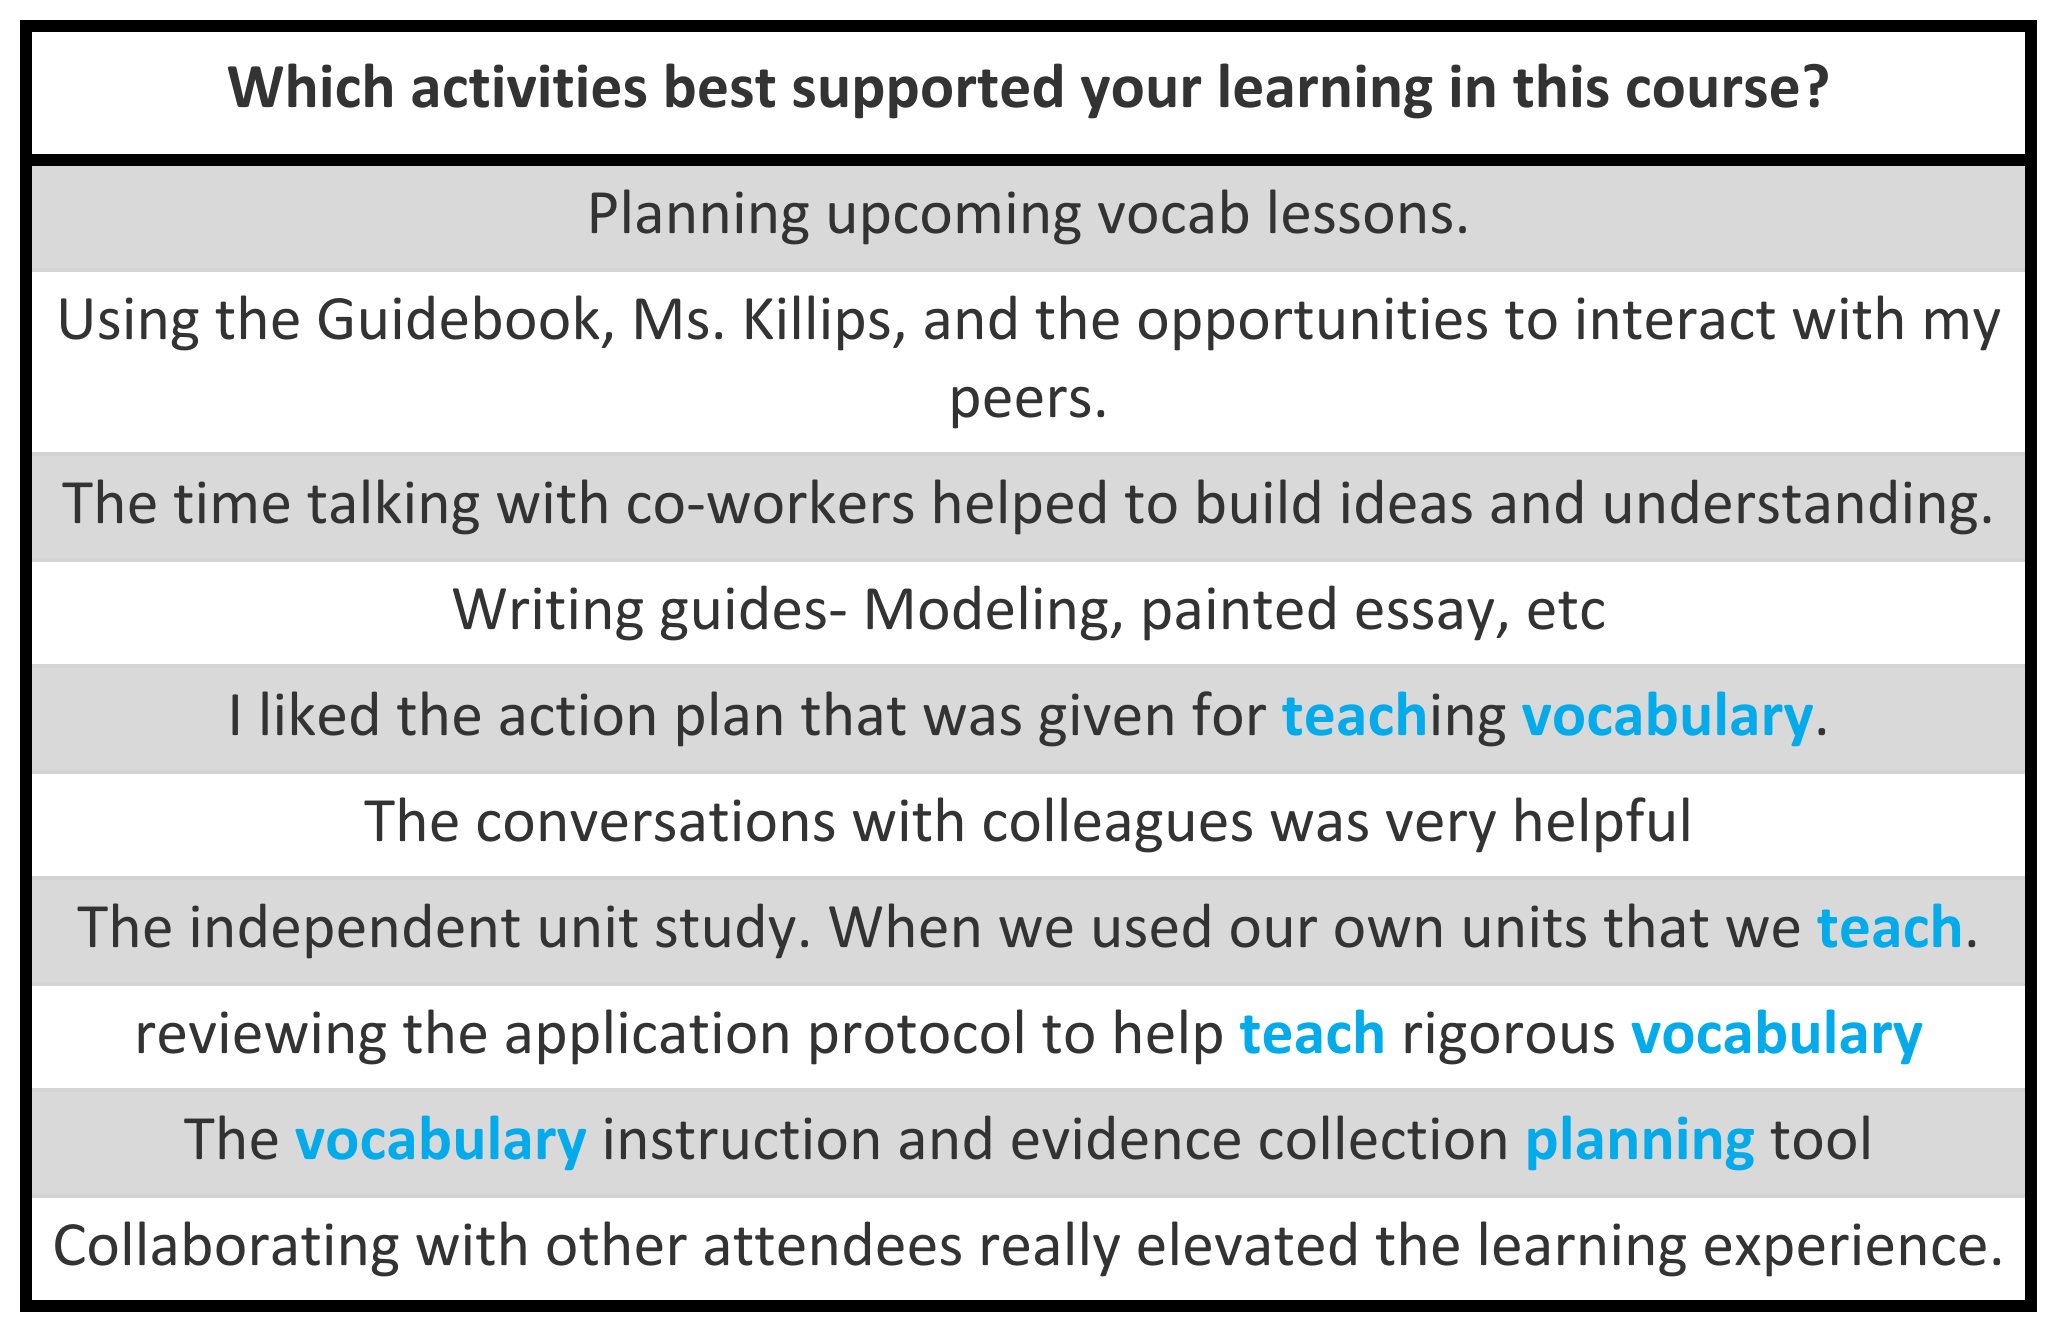 Which activities best supported your learning in this course?
Planning upcoming vocab lessons.
Using the Guidebook, Ms. Killips, and the opportunities to interact with my
peers.
The time talking with co-workers helped to build ideas and understanding.
Writing guides- Modeling, painted essay, etc
I liked the action plan that was given for teaching vocabulary.
The conversations with colleagues was very helpful
The independent unit study. When we used our own units that we teach.
reviewing the application protocol to help teach rigorous vocabulary
The vocabulary instruction and evidence collection planning tool
Collaborating with other attendees really elevated the learning experience.